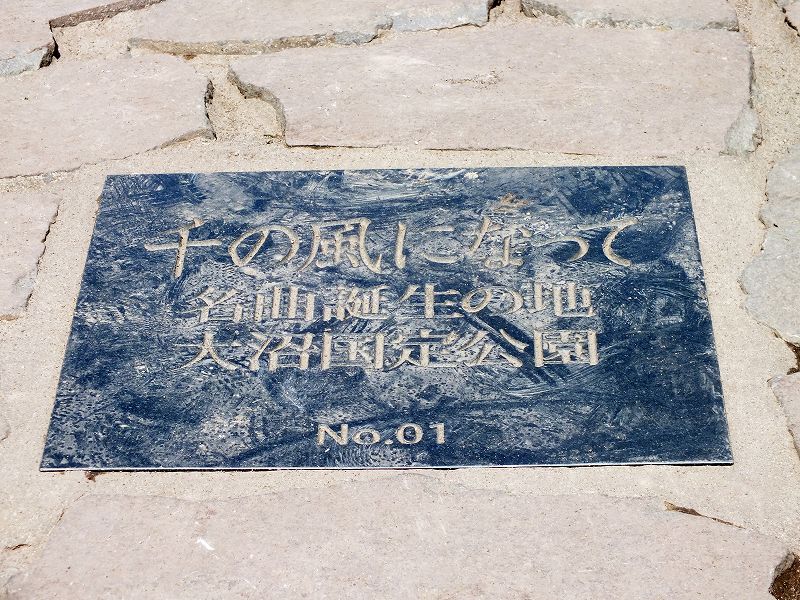 千の風になって
名曲誕生の地
大沼国定公園
No.01